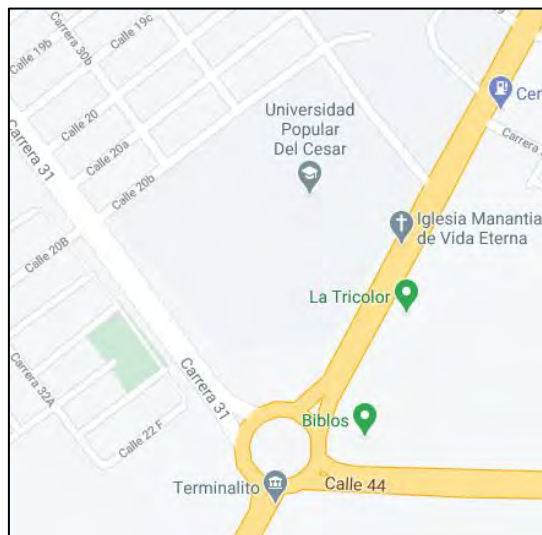 Calle 19b
Carrera 30b
Calle 19c
Calle 20
Calle 20a
Carrera 31
Calle 20b
Calle 20B
Universidad
Popular
Del Cesar
Cer
Carrera
Iglesia Manantia
de Vida Eterna
La Tricolor
Carrera 32A
Carrera 31
Calle 22 F
Biblos
Terminalito
Calle 44